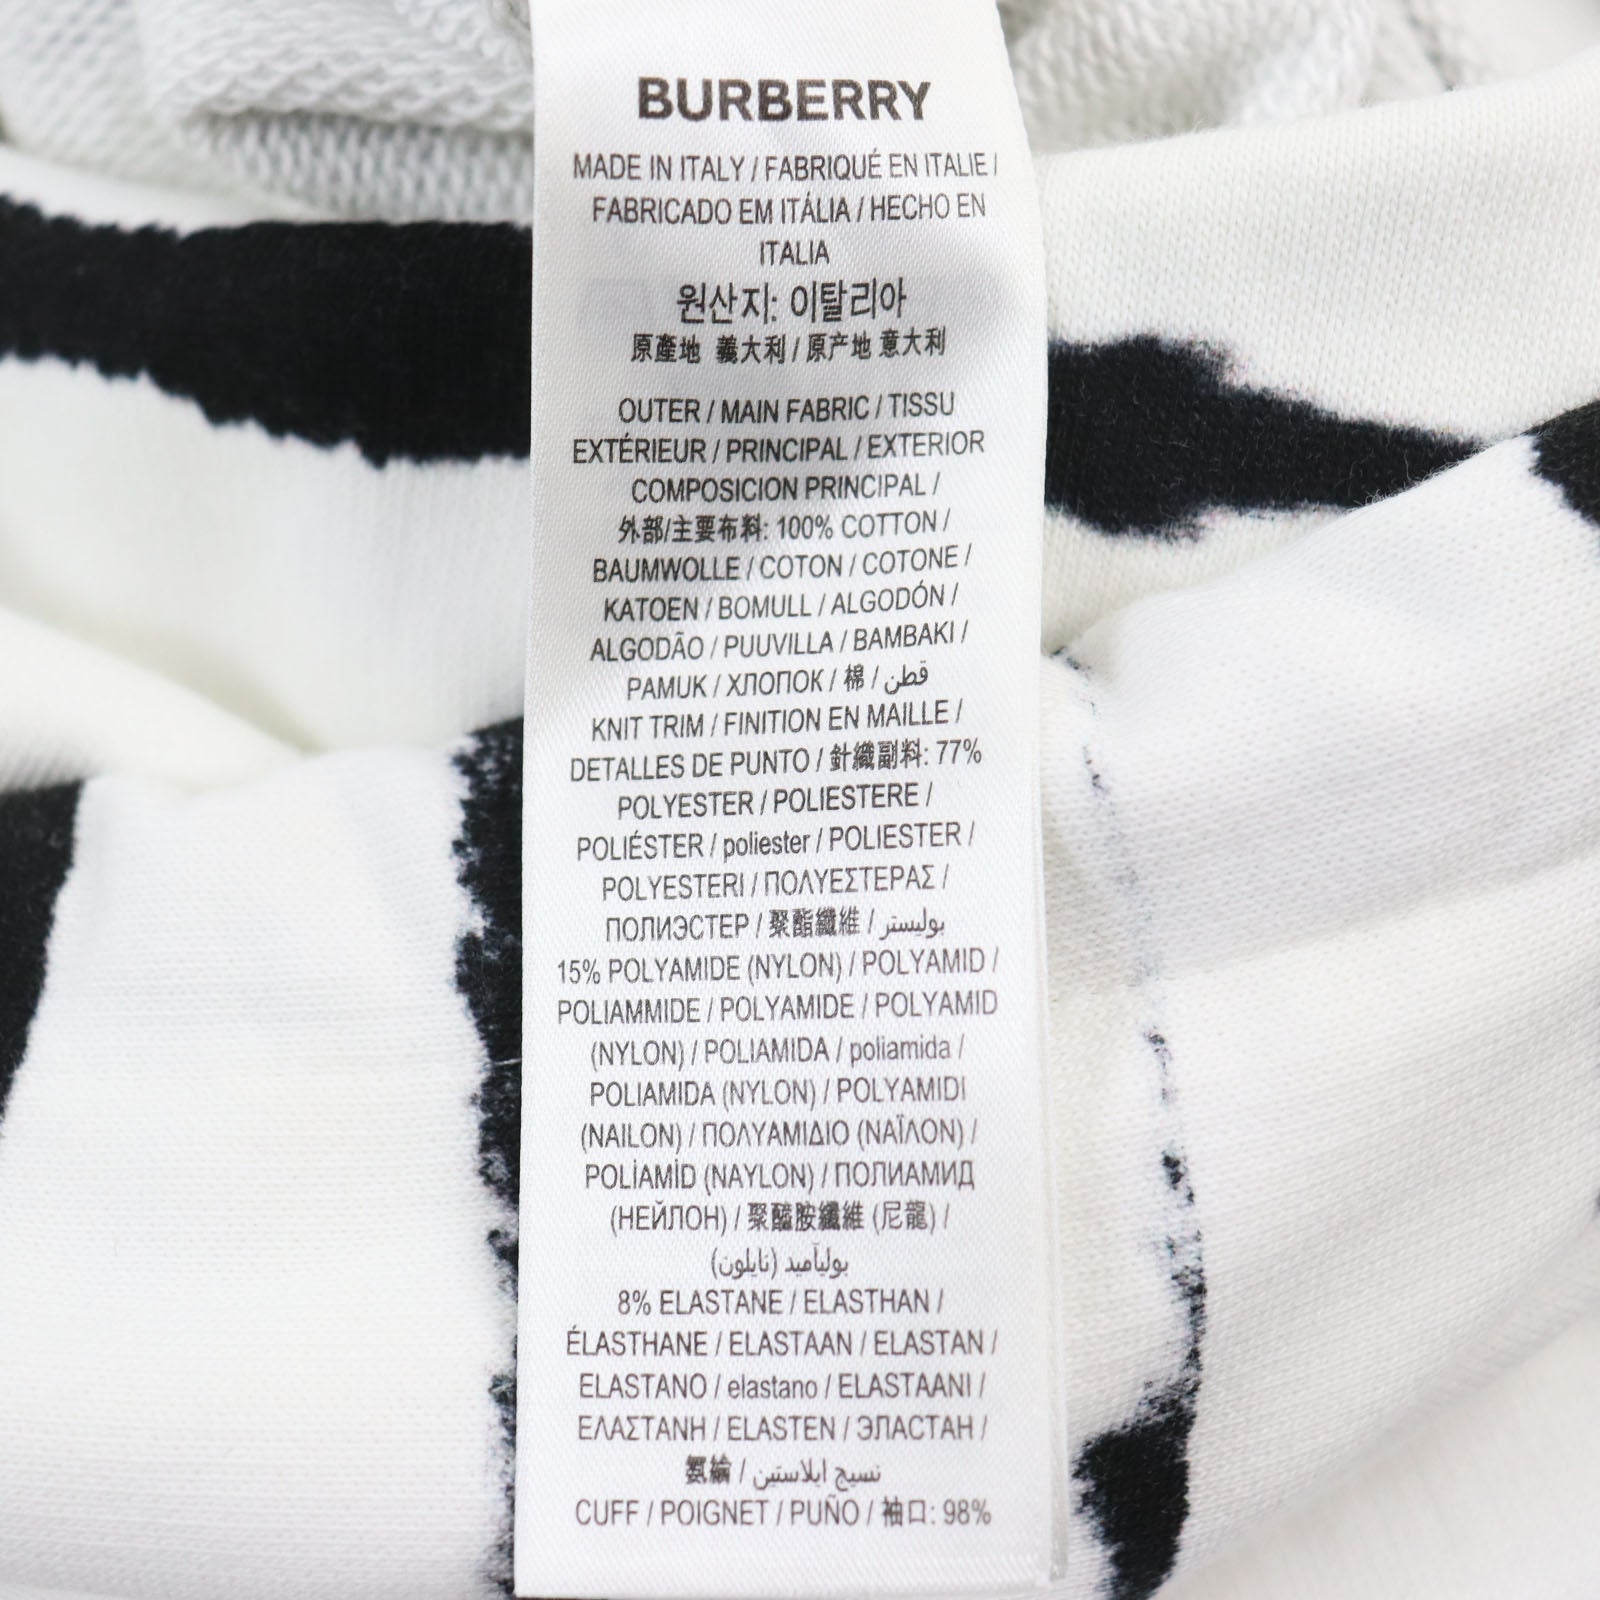 BURBERRY
MADE IN ITALY / FABRIQUÉ EN ITALIE /
FABRICADO EM ITÁLIA / HECHO EN
ITALIA
원산지: 이탈리아
原產地 義大利 / 原产地 意大利
OUTER / MAIN FABRIC / TISSU
EXTÉRIEUR / PRINCIPAL / EXTERIOR
COMPOSICION PRINCIPAL /
外部/主要布料: 100% COTTON /
BAUMWOLLE / COTON / COTONE /
KATOEN / BOMULL / ALGODÓN /
ALGODÃO / PUUVILLA / BAMBAKI /
PAMUK / ХЛОПОК / 棉 / قطن
KNIT TRIM / FINITION EN MAILLE /
DETALLES DE PUNTO / 針織副料: 77%
POLYESTER / POLIESTERE /
POLIÉSTER / poliester / POLIESTER /
POLYESTERI / ΠΟΛΥΕΣΤΕΡΑΣ /
ПОЛИЭСТЕР / 聚酯纖維 / بوليستر
15% POLYAMIDE (NYLON) / POLYAMID /
POLIAMMIDE / POLYAMIDE / POLYAMID
(NYLON) / POLIAMIDA / poliamida /
POLIAMIDA (NYLON) / POLYAMIDI
(NAILON) / ΠΟΛΥΑΜΙΔΙΟ (ΝΑΪΛΟΝ) /
POLİAMİD (NAYLON) / ПОЛИАМИД
(НЕЙЛОН) / 聚醯胺纖維 (尼龍) /
بولياميد (نايلون)
8% ELASTANE / ELASTHAN /
ÉLASTHANE / ELASTAAN / ELASTAN /
ELASTANO / elastano / ELASTAANI /
ΕΛΑΣΤΑΝΗ / ELASTEN / ЭЛАСТАН /
氨綸 / نسيج ايلاستين
CUFF / POIGNET / PUÑO / 袖口: 98%